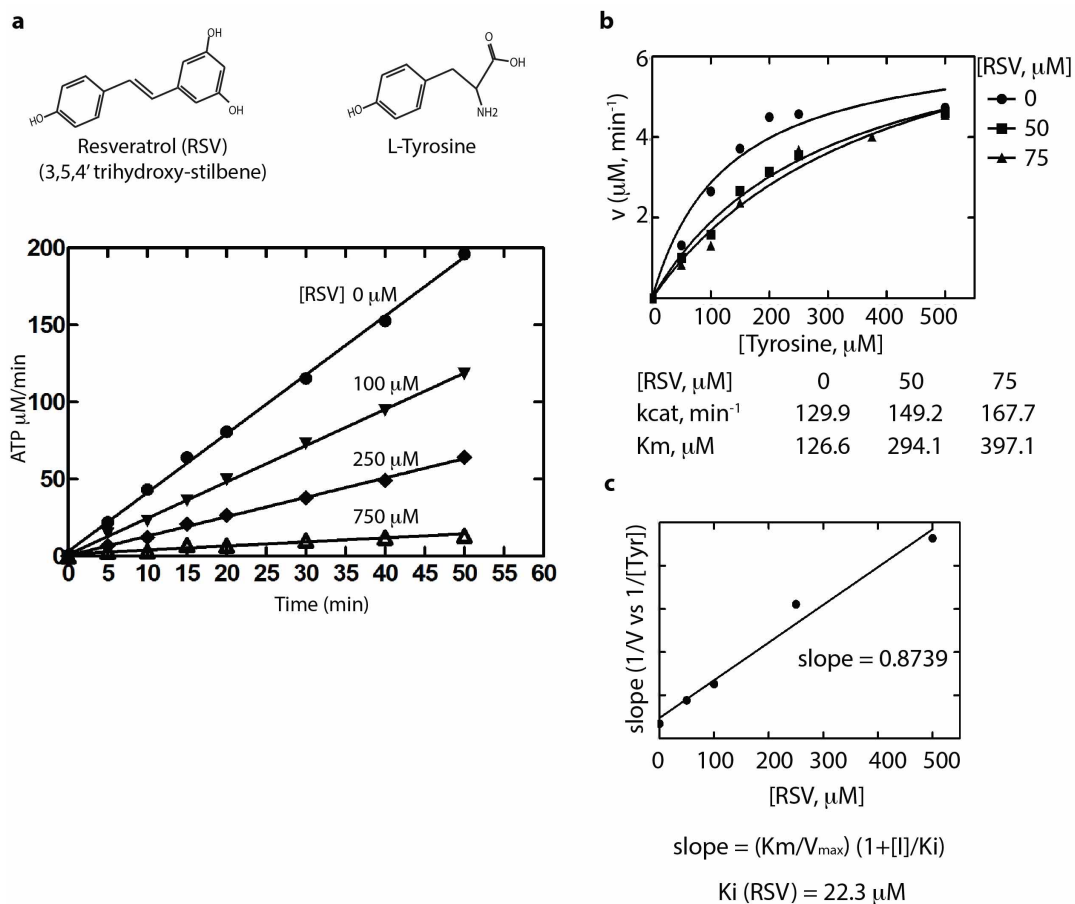 a
OH
HO
OH
Resveratrol (RSV)
(3,5,4′ trihydroxy-stilbene)
O
OH
HO
NH2
L-Tyrosine
ATP μM/min
200
150
100
50
0
[RSV] 0 μM
100 μM
250 μM
750 μM
0 5 10 15 20 25 30 35 40 45 50 55 60
Time (min)
b
v (μM, min-1)
6
4
2
[RSV, μM]
0
50
75
0 100 200 300 400 500
[Tyrosine, μM]
[RSV, μM] 0 50 75
kcat, min-1 129.9 149.2 167.7
Km, μM 126.6 294.1 397.1
c
slope (1/V vs 1/[Tyr])
slope = 0.8739
0 100 200 300 400 500
[RSV, μM]
slope = (Km/Vmax) (1+[I]/Ki)
Ki (RSV) = 22.3 μM